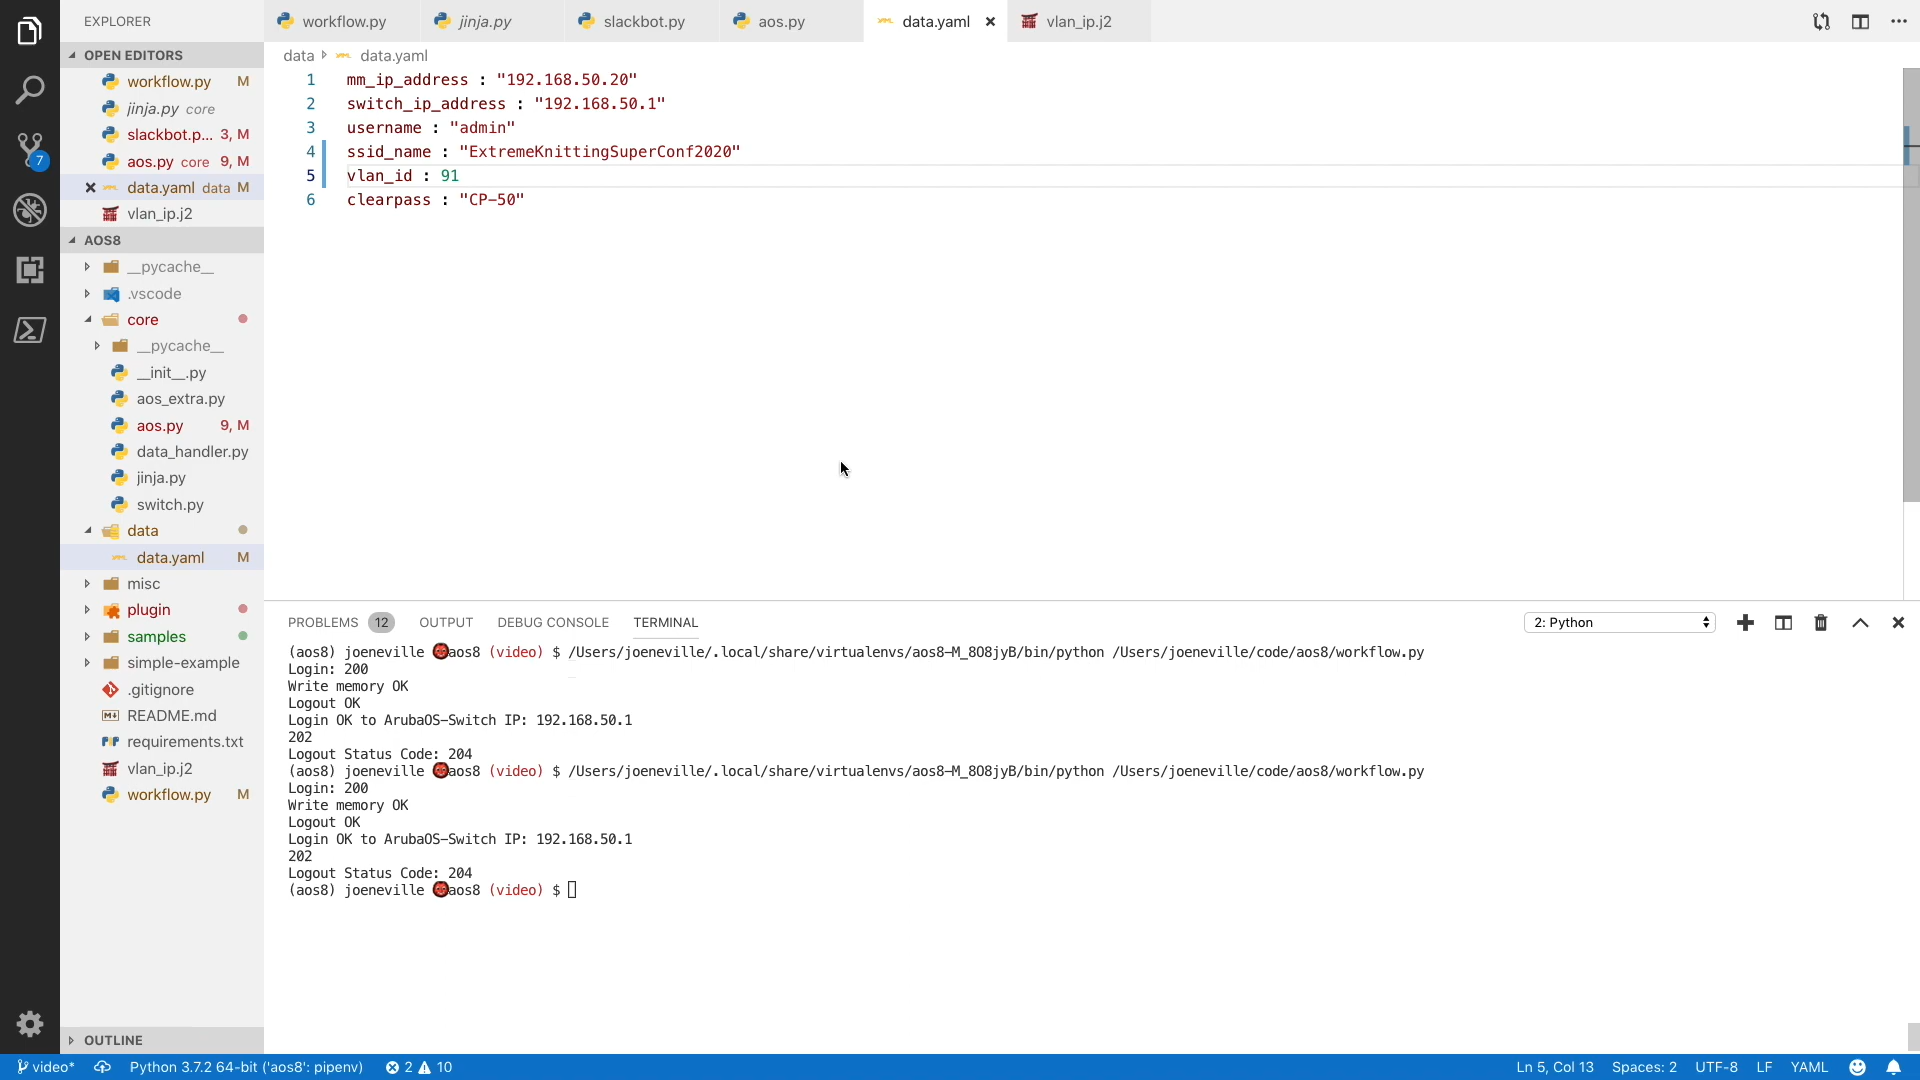 EXPLORER
OPEN EDITORS
workflow.py M
jinja.py core
slackbot.p... 3, M
aos.py core 9, M
data.yaml data M
vlan_ip.j2
AOS8
__pycache__
.vscode
core
__pycache__
__init__.py
aos_extra.py
aos.py 9, M
data_handler.py
jinja.py
switch.py
data
data.yaml M
misc
plugin
samples
simple-example
.gitignore
README.md
requirements.txt
vlan_ip.j2
workflow.py M
OUTLINE
7
workflow.py jinja.py slackbot.py aos.py data.yaml vlan_ip.j2
data data.yaml
1 mm_ip_address : "192.168.50.20"
2 switch_ip_address : "192.168.50.1"
3 username : "admin"
4 ssid_name : "ExtremeKnittingSuperConf2020"
5 vlan_id : 91
6 clearpass : "CP-50"
PROBLEMS 12 OUTPUT DEBUG CONSOLE TERMINAL 2: Python
(aos8) joeneville 👹aos8 (video) $ /Users/joeneville/.local/share/virtualenvs/aos8-M_8O8jyB/bin/python /Users/joeneville/code/aos8/workflow.py
Login: 200
Write memory OK
Logout OK
Login OK to ArubaOS-Switch IP: 192.168.50.1
202
Logout Status Code: 204
(aos8) joeneville 👹aos8 (video) $ /Users/joeneville/.local/share/virtualenvs/aos8-M_8O8jyB/bin/python /Users/joeneville/code/aos8/workflow.py
Login: 200
Write memory OK
Logout OK
Login OK to ArubaOS-Switch IP: 192.168.50.1
202
Logout Status Code: 204
(aos8) joeneville 👹aos8 (video) $
video* Python 3.7.2 64-bit ('aos8': pipenv) 2 10 Ln 5, Col 13 Spaces: 2 UTF-8 LF YAML